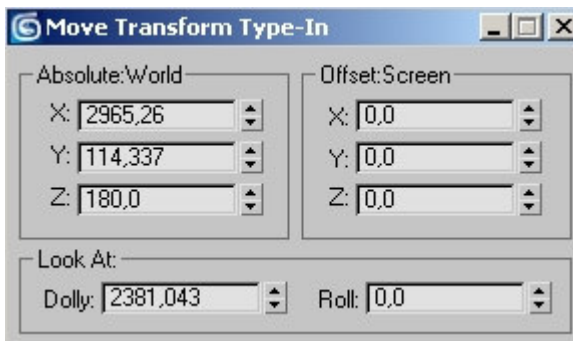 Move Transform Type-In
Absolute:World
X: 2965,26
Y: 114,337
Z: 180,0
Offset:Screen
X: 0,0
Y: 0,0
Z: 0,0
Look At:
Dolly: 2381,043 Roll: 0,0